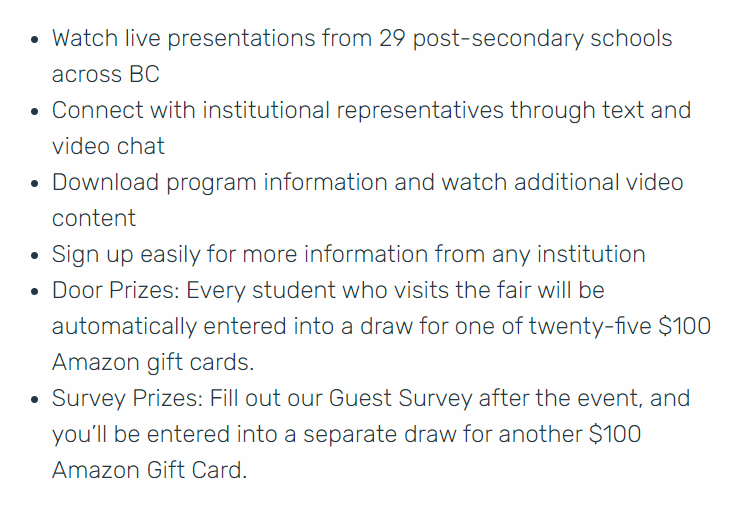 • Watch live presentations from 29 post-secondary schools
across BC
• Connect with institutional representatives through text and
video chat
• Download program information and watch additional video
content
• Sign up easily for more information from any institution
• Door Prizes: Every student who visits the fair will be
automatically entered into a draw for one of twenty-five $100
Amazon gift cards.
• Survey Prizes: Fill out our Guest Survey after the event, and
you’ll be entered into a separate draw for another $100
Amazon Gift Card.